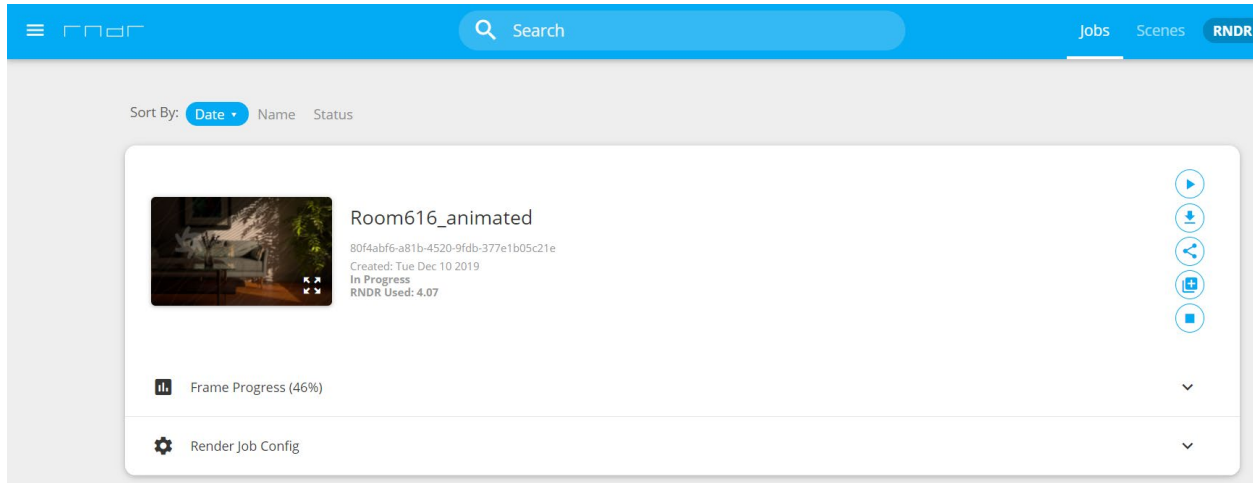 rndr Search Jobs Scenes RNDR
Sort By: Date Name Status
Room616_animated
80f4abf6-a81b-4520-9fdb-377e1b05c21e
Created: Tue Dec 10 2019
In Progress
RNDR Used: 4.07
Frame Progress (46%)
Render Job Config